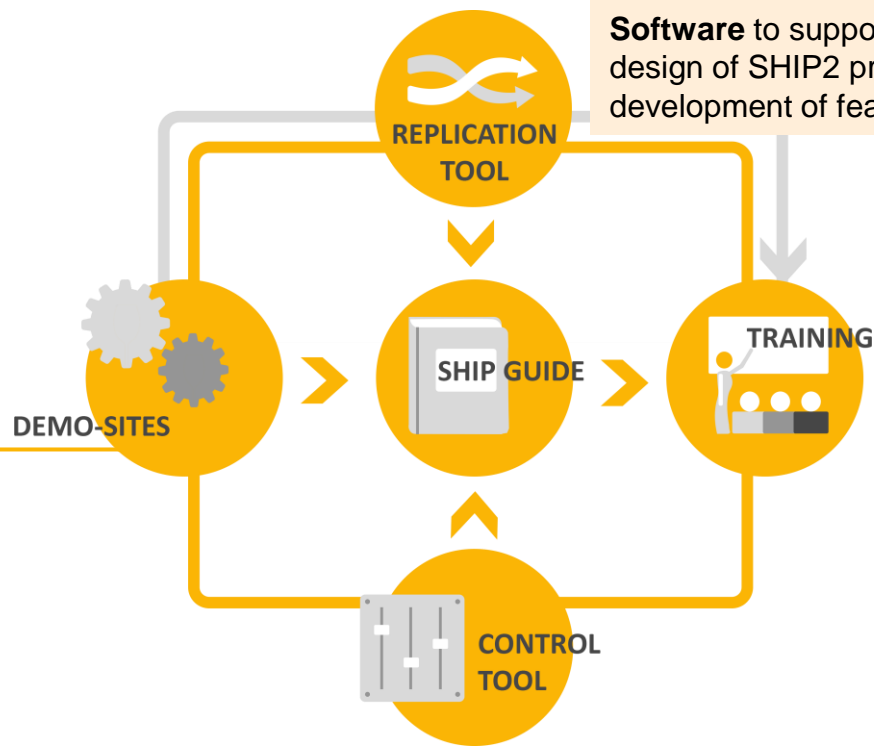 Software to suppo
design of SHIP2 pr
development of fea
REPLICATION
TOOL
TRAINING
SHIP GUIDE
DEMO-SITES
CONTROL
TOOL